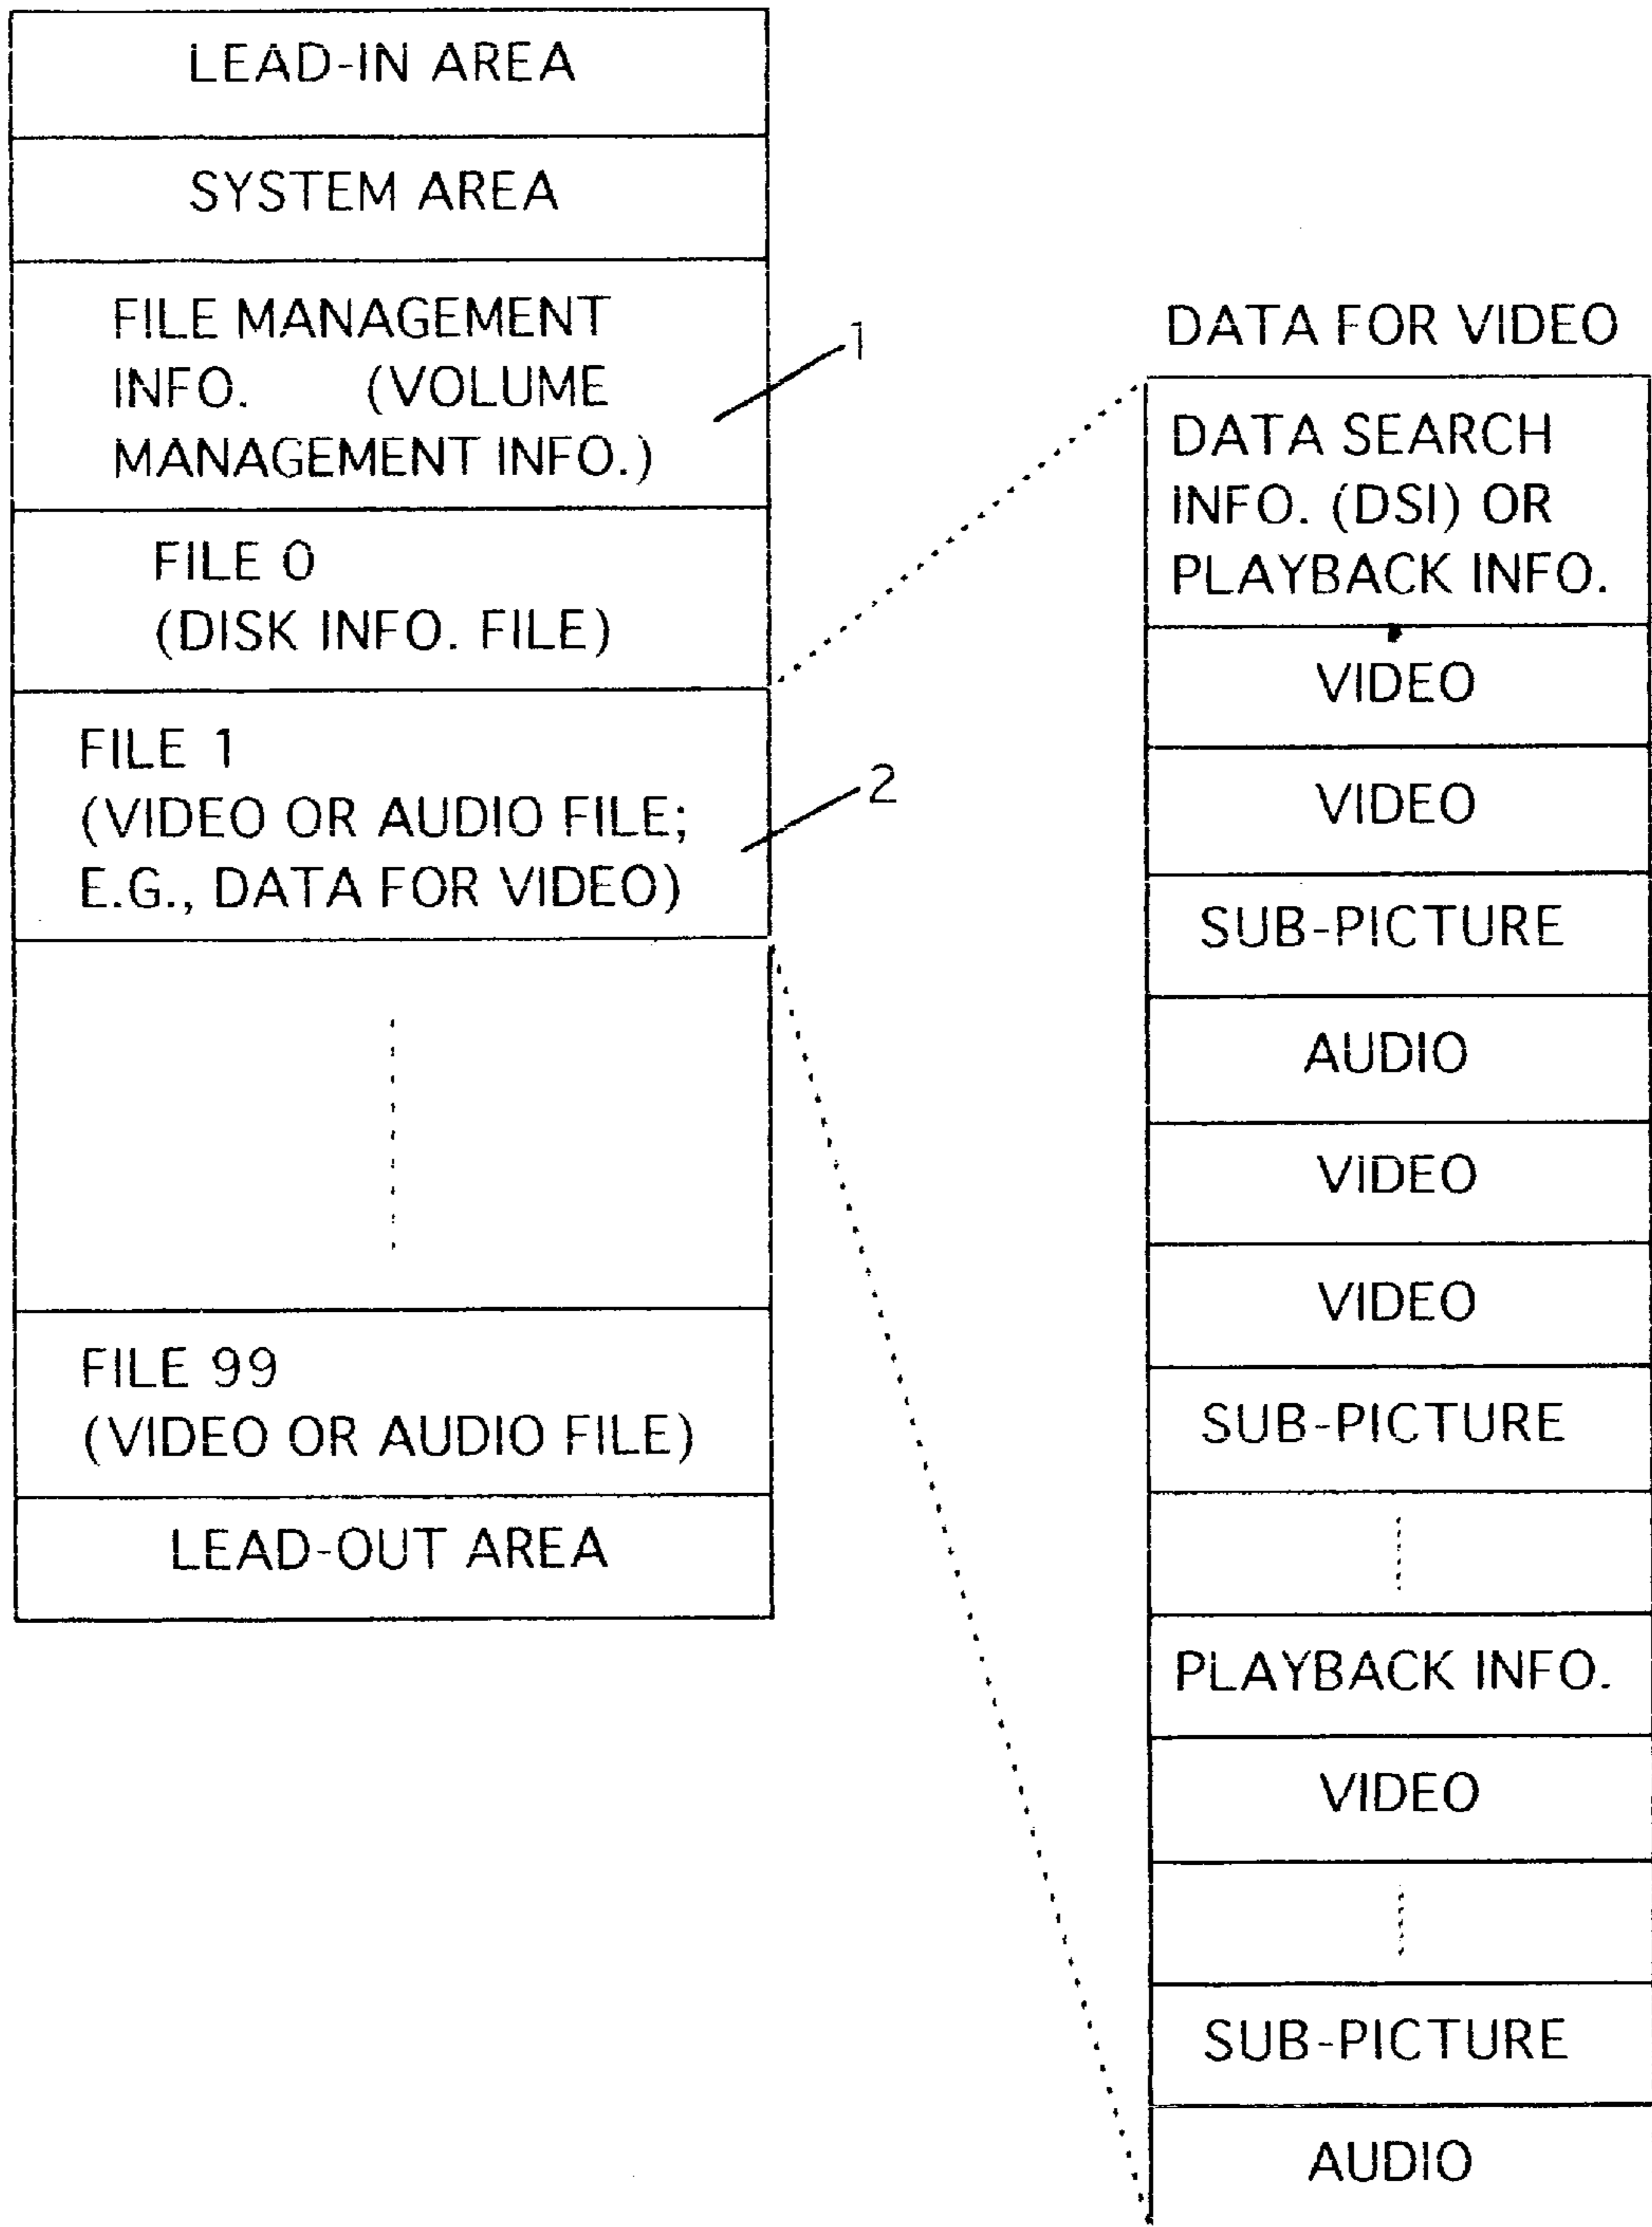 LEAD-IN AREA
SYSTEM AREA
FILE MANAGEMENT
INFO. (VOLUME
MANAGEMENT INFO.)
1
FILE 0
(DISK INFO. FILE)
FILE 1
(VIDEO OR AUDIO FILE;
E.G., DATA FOR VIDEO)
2
FILE 99
(VIDEO OR AUDIO FILE)
LEAD-OUT AREA
DATA FOR VIDEO
DATA SEARCH
INFO. (DSI) OR
PLAYBACK INFO.
VIDEO
VIDEO
SUB-PICTURE
AUDIO
VIDEO
VIDEO
SUB-PICTURE
PLAYBACK INFO.
VIDEO
SUB-PICTURE
AUDIO